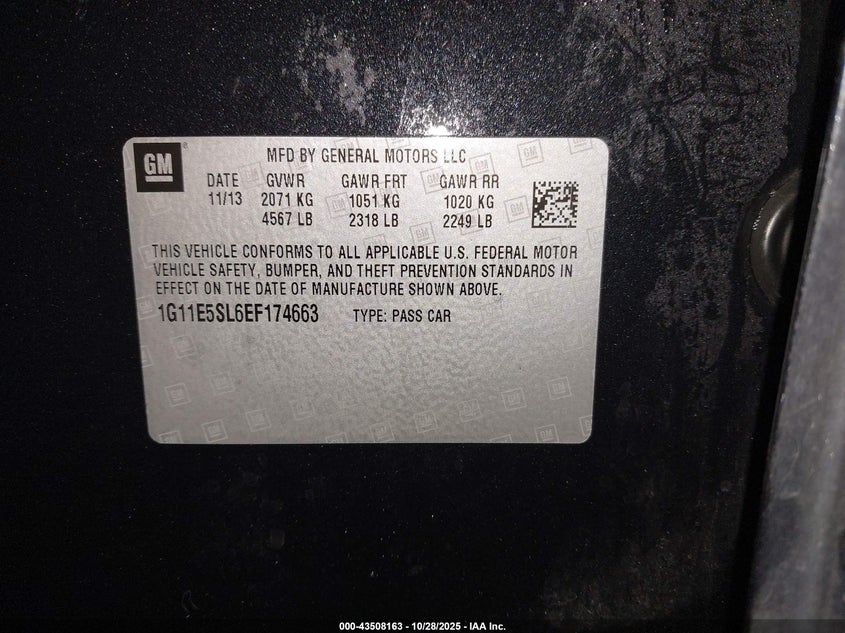 GM
MFD BY GENERAL MOTORS LLC
DATE GVWR GAWR FRT GAWR RR
11/13 2071 KG 1051 KG 1020 KG
4567 LB 2318 LB 2249 LB
THIS VEHICLE CONFORMS TO ALL APPLICABLE U.S. FEDERAL MOTOR
VEHICLE SAFETY, BUMPER, AND THEFT PREVENTION STANDARDS IN
EFFECT ON THE DATE OF MANUFACTURE SHOWN ABOVE.
1G11E5SL6EF174663 TYPE: PASS CAR
000-43508163 - 10/28/2025 - IAA Inc.